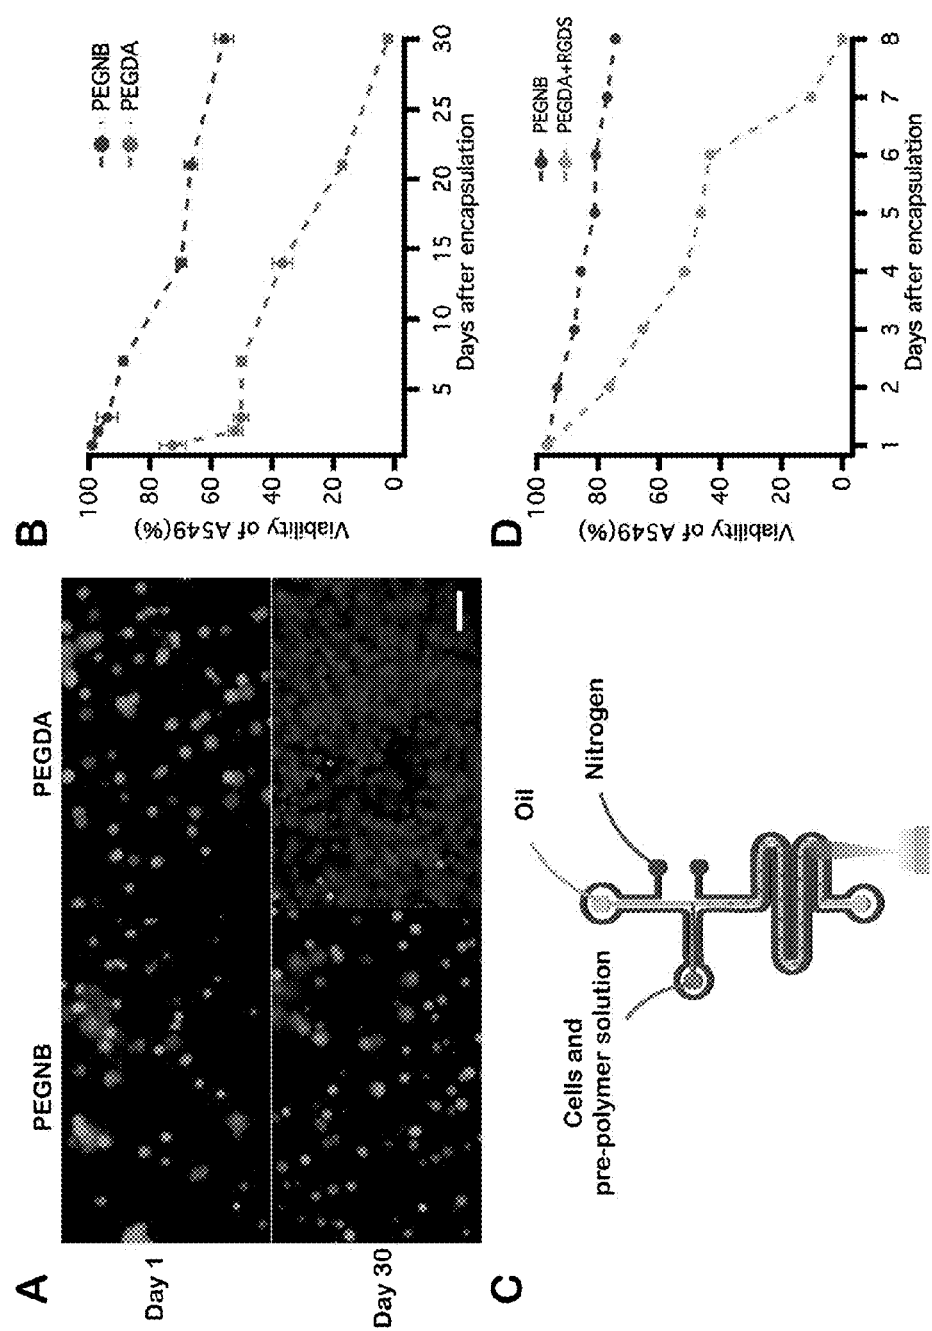 A
PEGNB
PEGDA
Day 1
Day 30
B
Viability of A549(%)
100
80
60
40
20
0
5
10
15
20
25
30
Days after encapsulation
PEGNB
PEGDA
C
Cells and
pre-polymer solution
Oil
Nitrogen
D
Viability of A549(%)
100
80
60
40
20
0
1
2
3
4
5
6
7
8
Days after encapsulation
PEGNB
PEGDA+RGDS